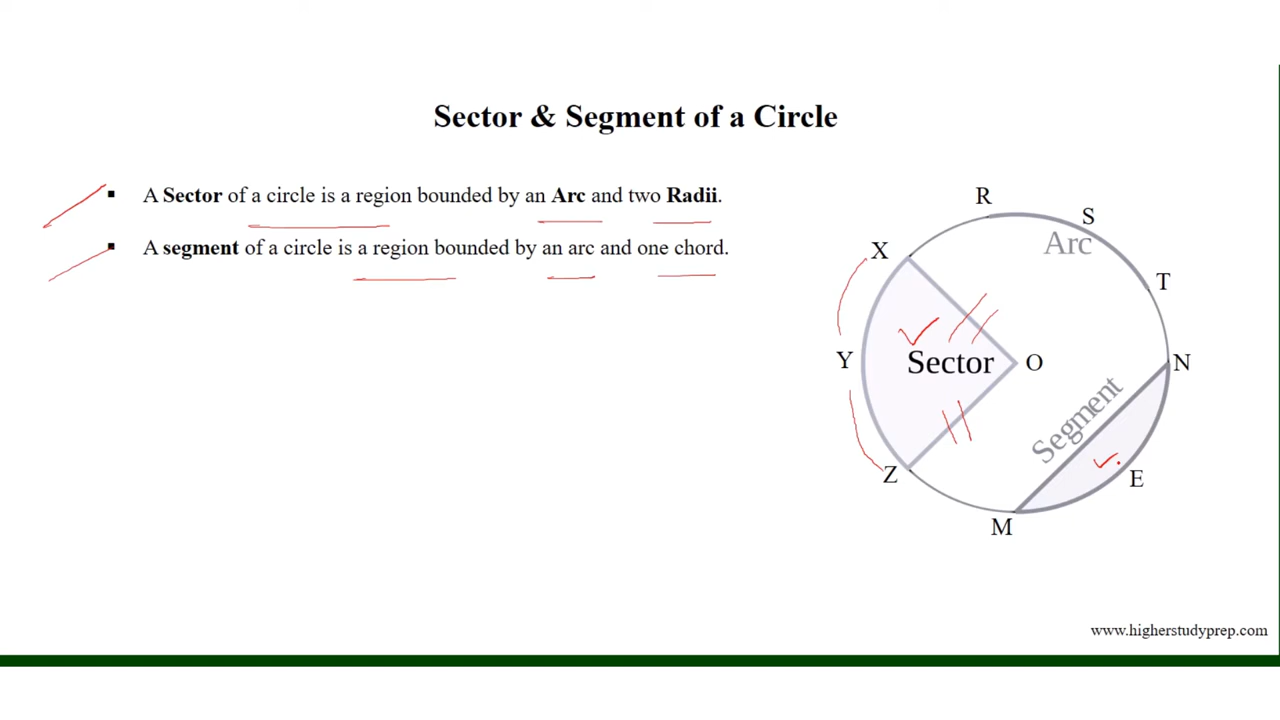 Sector & Segment of a Circle
▪ A Sector of a circle is a region bounded by an Arc and two Radii.
▪ A segment of a circle is a region bounded by an arc and one chord.
R
S
Arc
X
T
Y
Sector
O
N
Segment
Z
E
M
www.higherstudyprep.com